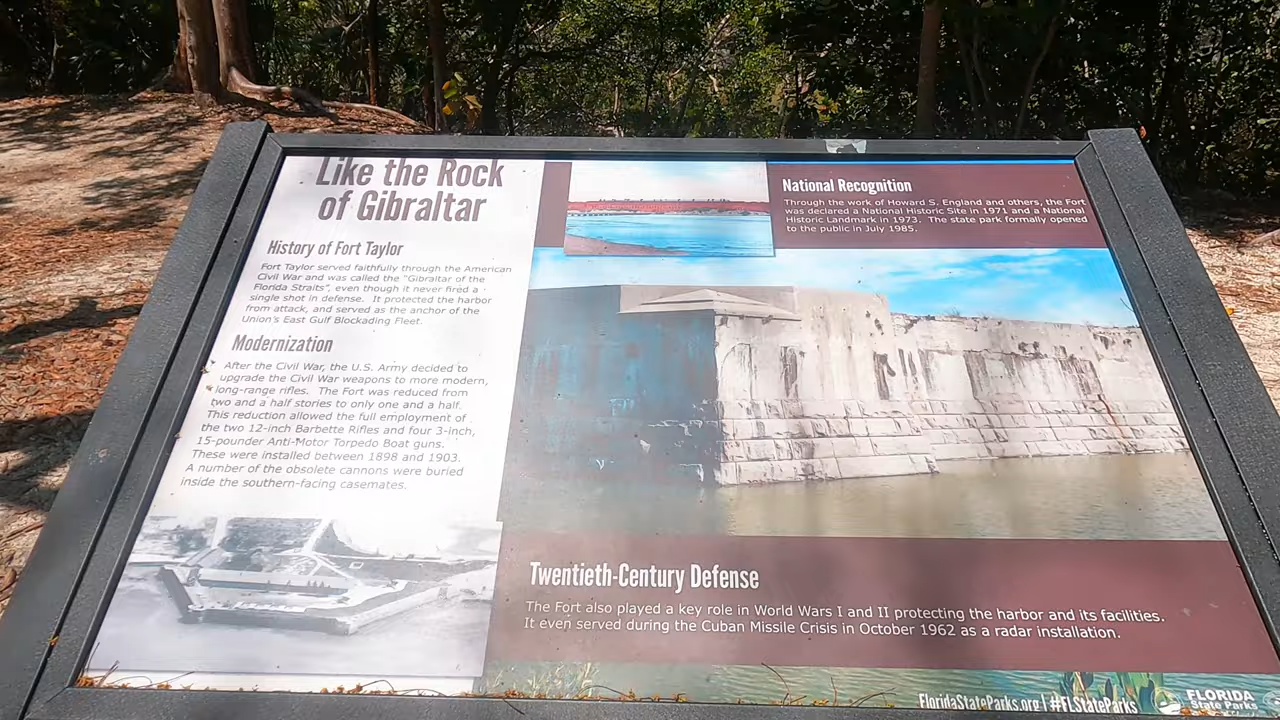 Like the Rock
of Gibraltar
History of Fort Taylor
Fort Taylor served faithfully through the American
Civil War and was called the "Gibraltar of the
Florida Straits", even though it never fired a
single shot in defense. It protected the harbor
from attack, and served as the anchor of the
Union's East Gulf Blockading Fleet.
Modernization
After the Civil War, the U.S. Army decided to
upgrade the Civil War weapons to more modern,
long-range rifles. The Fort was reduced from
two and a half stories to only one and a half.
This reduction allowed the full employment of
the two 12-inch Barbette Rifles and four 3-inch,
15-pounder Anti-Motor Torpedo Boat guns.
These were installed between 1898 and 1903.
A number of the obsolete cannons were buried
inside the southern-facing casemates.
National Recognition
Through the work of Howard S. England and others, the Fort
was declared a National Historic Site in 1971 and a National
Historic Landmark in 1973. The state park formally opened
to the public in July 1985.
Twentieth-Century Defense
The Fort also played a key role in World Wars I and II protecting the harbor and its facilities.
It even served during the Cuban Missile Crisis in October 1962 as a radar installation.
FloridaStateParks.org | #FLStateParks
FLORIDA
State Parks